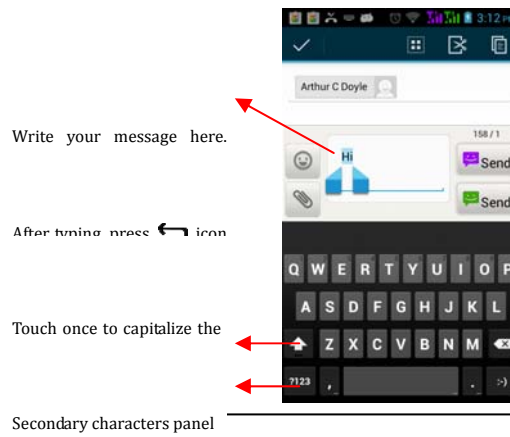 3:12 PM
Arthur C Doyle
Write your message here.
158 / 1
Hi
Send
Send
After typing, press icon
Q W E R T Y U I O P
A S D F G H J K L
Touch once to capitalize the
Z X C V B N M
?123 , . :-)
Secondary characters panel